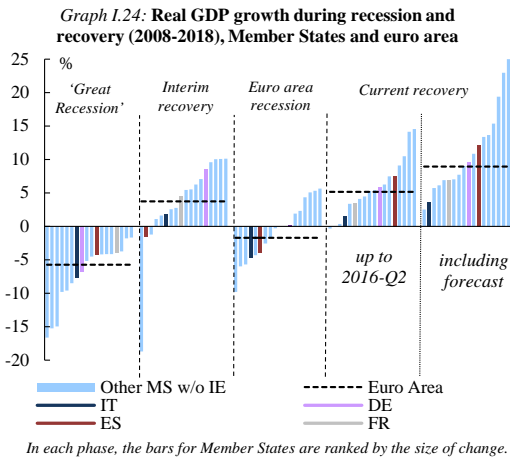 Graph I.24: Real GDP growth during recession and
recovery (2008-2018), Member States and euro area
%
25
20
15
10
5
0
-5
-10
-15
-20
'Great
Recession'
Interim
recovery
Euro area
recession
Current recovery
up to
2016-Q2
including
forecast
Other MS w/o IE
Euro Area
IT
DE
ES
FR
In each phase, the bars for Member States are ranked by the size of change.